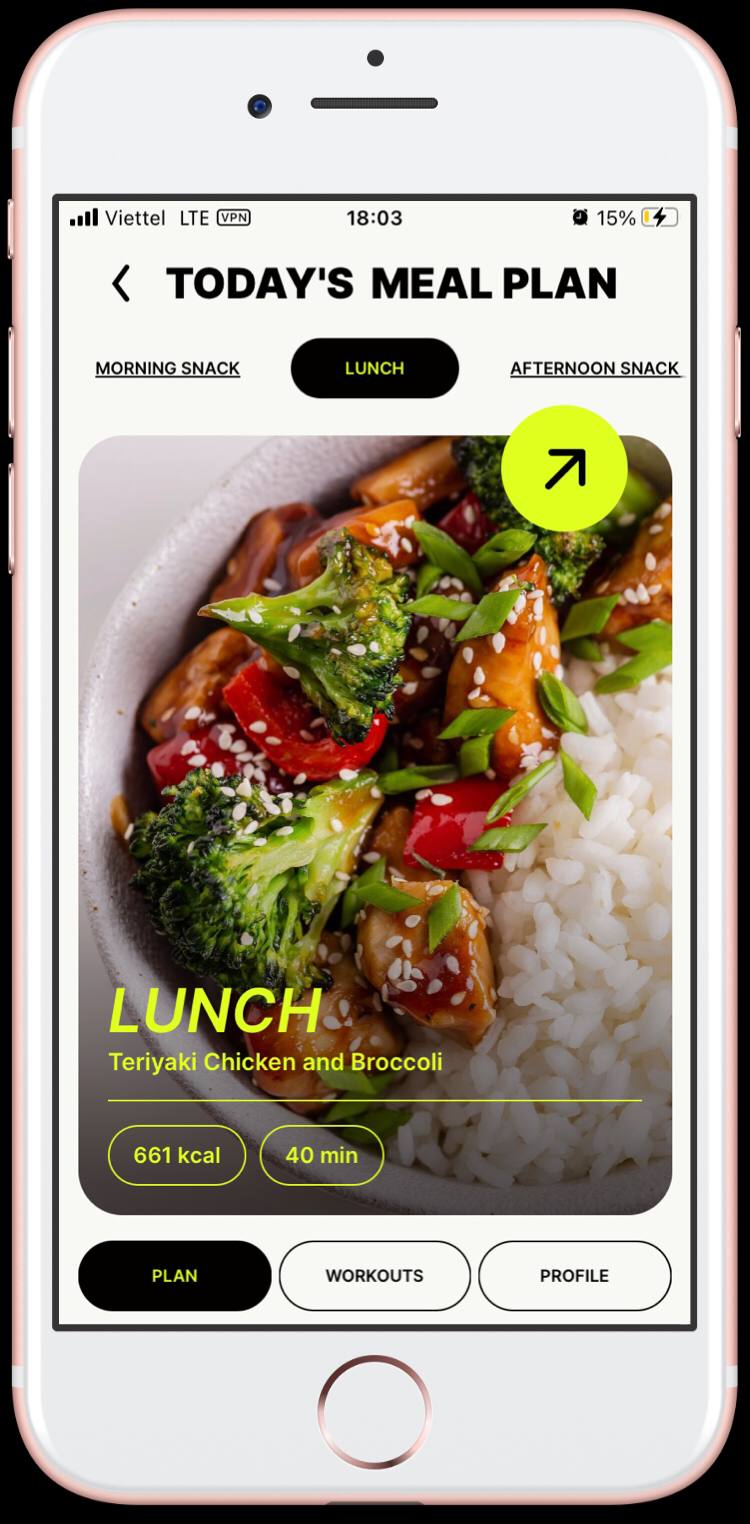 Viettel LTE VPN 18:03 15%
TODAY'S MEAL PLAN
MORNING SNACK LUNCH AFTERNOON SNACK
LUNCH
Teriyaki Chicken and Broccoli
661 kcal 40 min
PLAN WORKOUTS PROFILE